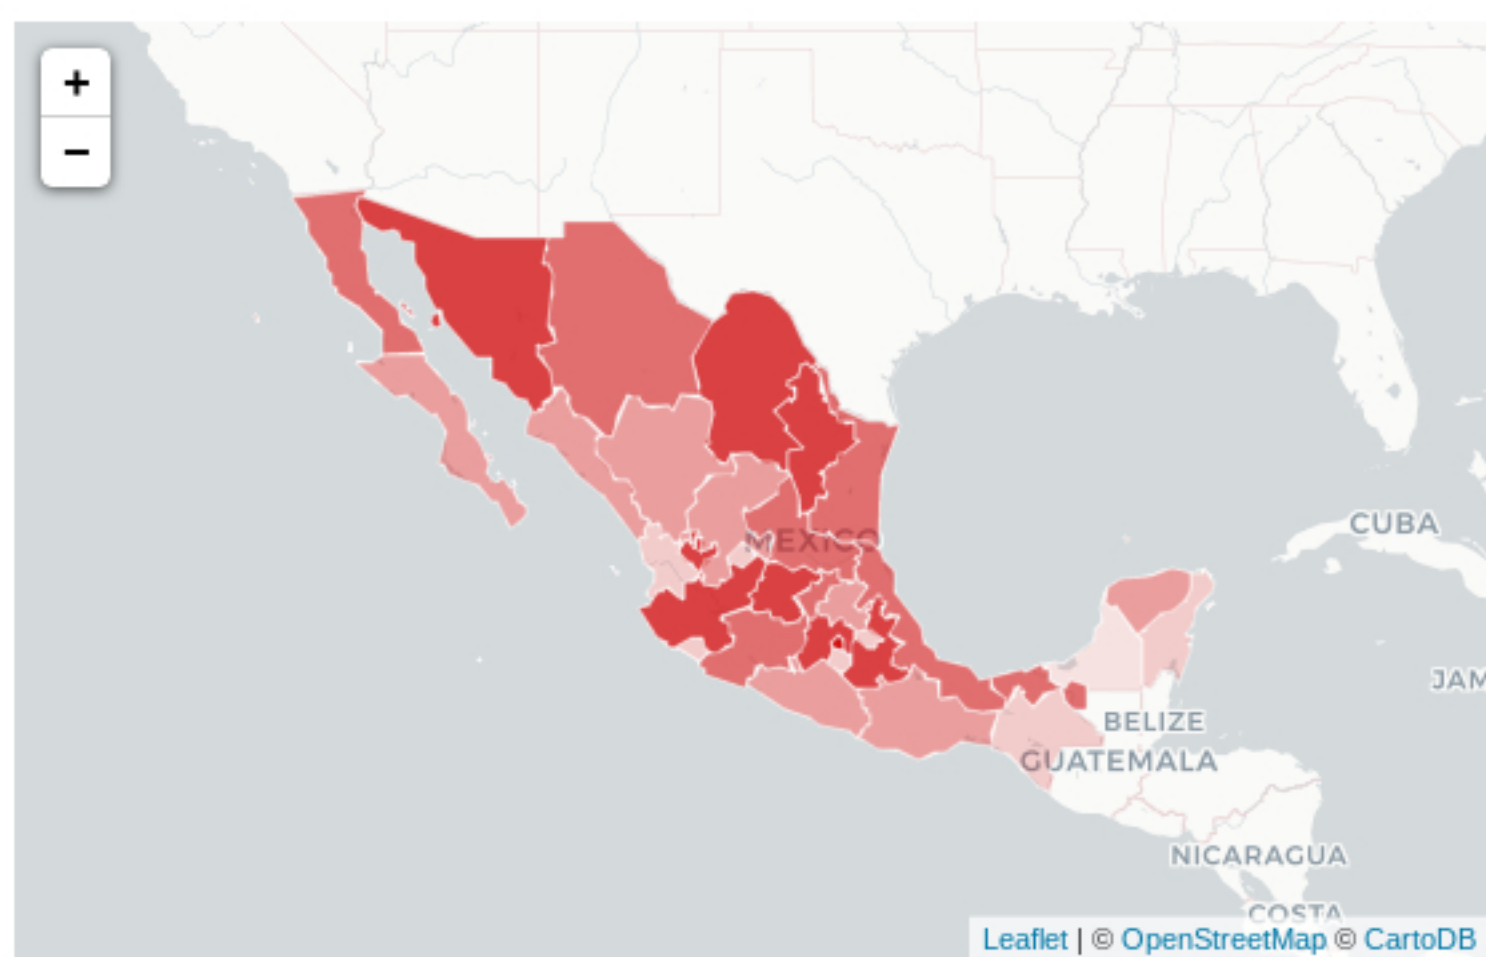 +
−
MEXICO
CUBA
JAM
BELIZE
GUATEMALA
NICARAGUA
COSTA
Leaflet | © OpenStreetMap © CartoDB